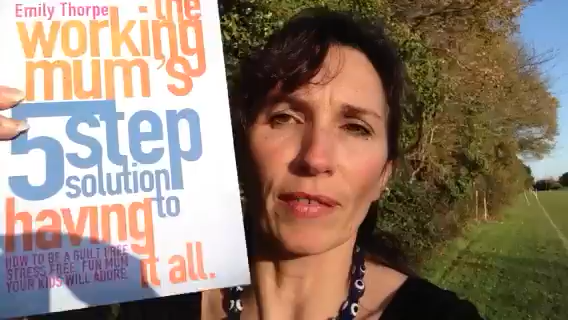 Emily Thorpe
the
working
mum's
5 step
solution
to
having
it all.
HOW TO BE A GUILT FREE
STRESS FREE, FUN MUM
YOUR KIDS WILL ADORE